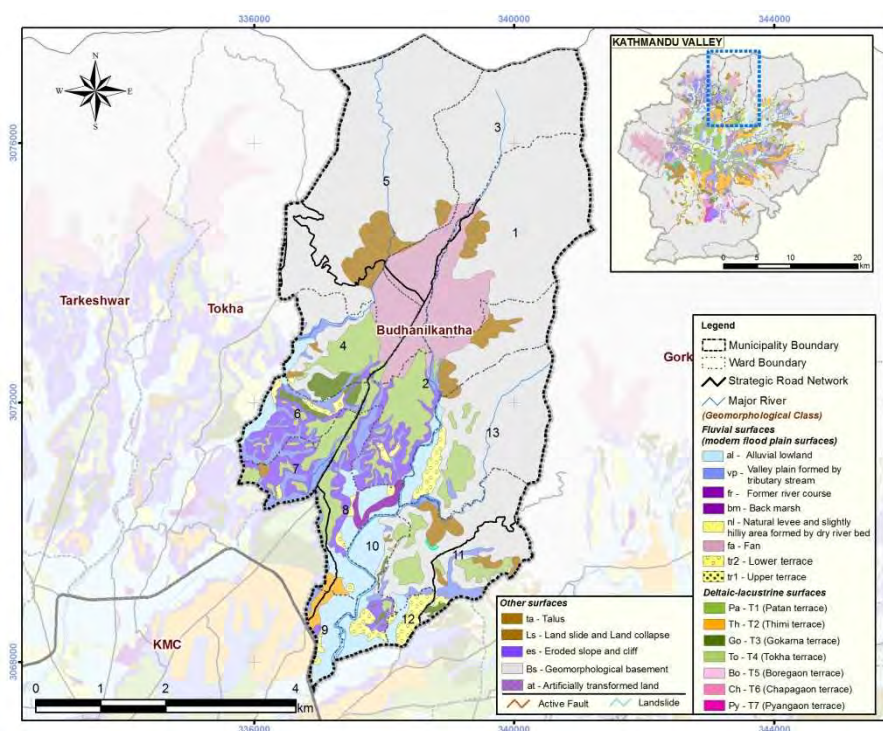 336000
340000
344000
3076000
3072000
3068000
N
W
E
S
KATHMANDU VALLEY
0
5
10
20
km
3
5
1
Tarkeshwar
Tokha
Budhanilkantha
Gork
4
2
6
13
7
8
10
11
9
12
KMC
Legend
Municipality Boundary
Ward Boundary
Strategic Road Network
Major River
(Geomorphological Class)
Fluvial surfaces
(modern flood plain surfaces)
al - Alluvial lowland
vp - Valley plain formed by
tributary stream
fr - Former river course
bm - Back marsh
nl - Natural levee and slightly
hilly area formed by dry river bed
fa - Fan
tr2 - Lower terrace
tr1 - Upper terrace
Deltaic-lacustrine surfaces
Pa - T1 (Patan terrace)
Th - T2 (Thimi terrace)
Go - T3 (Gokarna terrace)
To - T4 (Tokha terrace)
Bo - T5 (Boregaon terrace)
Ch - T6 (Chapagaon terrace)
Py - T7 (Pyangaon terrace)
Other surfaces
ta - Talus
Ls - Land slide and Land collapse
es - Eroded slope and cliff
Bs - Geomorphological basement
at - Artificially transformed land
Active Fault
Landslide
0
1
2
4
km
336000
340000
344000